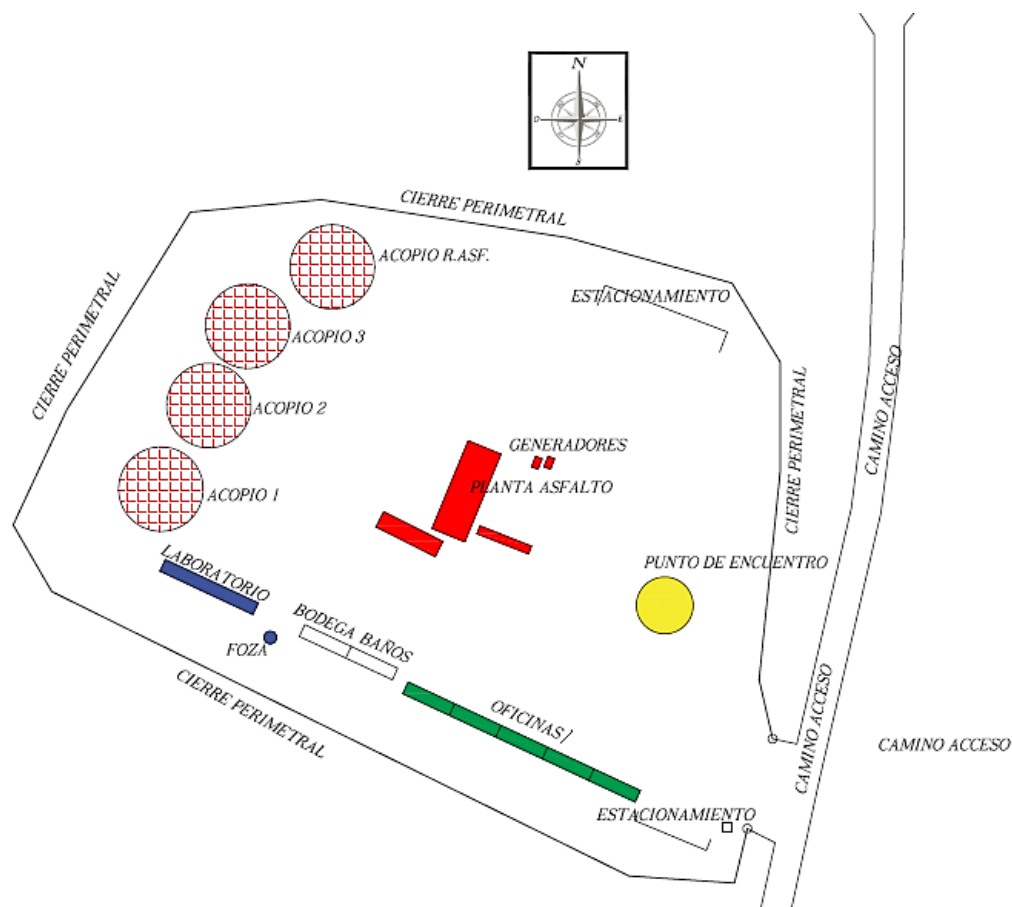 N
O
E
S
CIERRE PERIMETRAL
ACOPIO R.ASF.
ESTACIONAMIENTO
CIERRE PERIMETRAL
ACOPIO 3
CAMINO ACCESO
ACOPIO 2
CIERRE PERIMETRAL
GENERADORES
PLANTA ASFALTO
ACOPIO 1
LABORATORIO
PUNTO DE ENCUENTRO
BODEGA BAÑOS
FOZA
CIERRE PERIMETRAL
OFICINAS/
CAMINO ACCESO
CAMINO ACCESO
ESTACIONAMIENTO